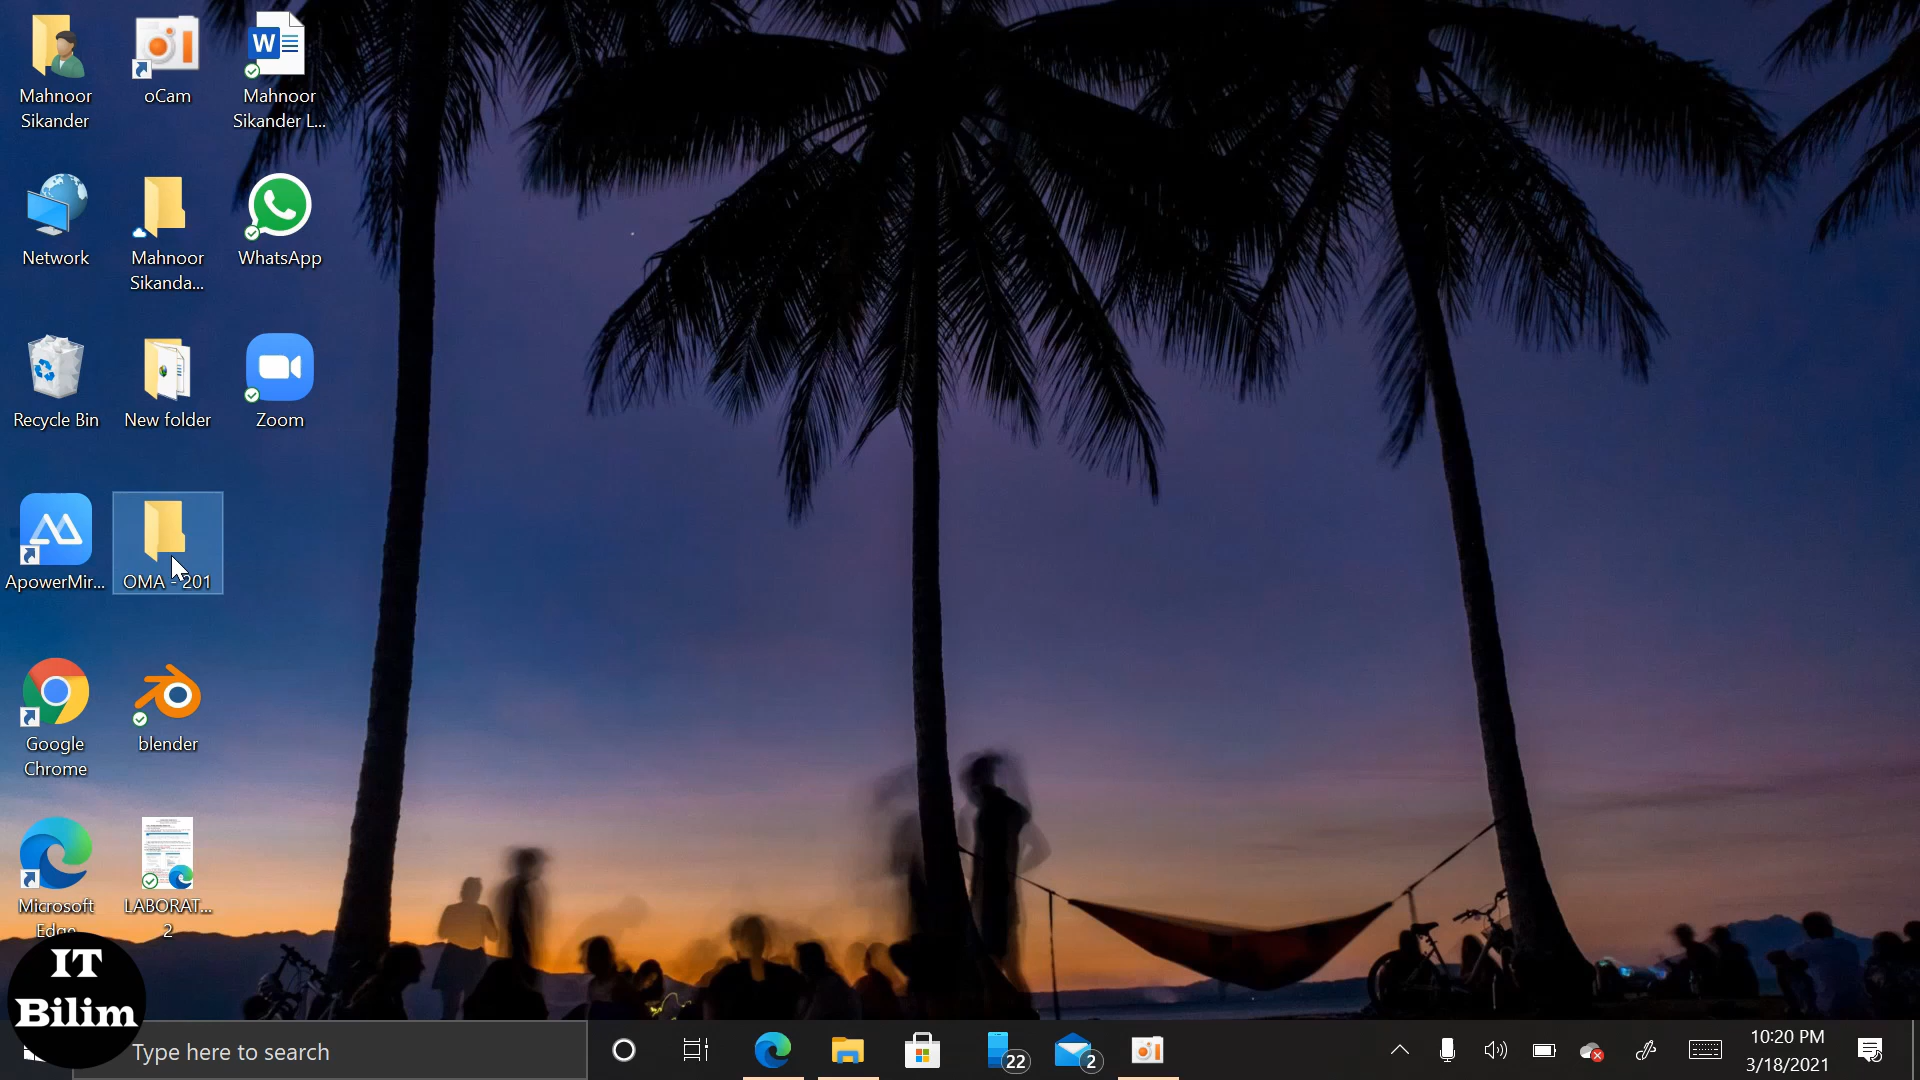 Mahnoor
Sikander
oCam
Mahnoor
Sikander L...
Network
Mahnoor
Sikanda...
WhatsApp
Recycle Bin
New folder
Zoom
ApowerMir...
OMA - 201
Google
Chrome
blender
Microsoft
Edge
LABORAT...
2
IT
Bilim
Type here to search
22
2
10:20 PM
3/18/2021